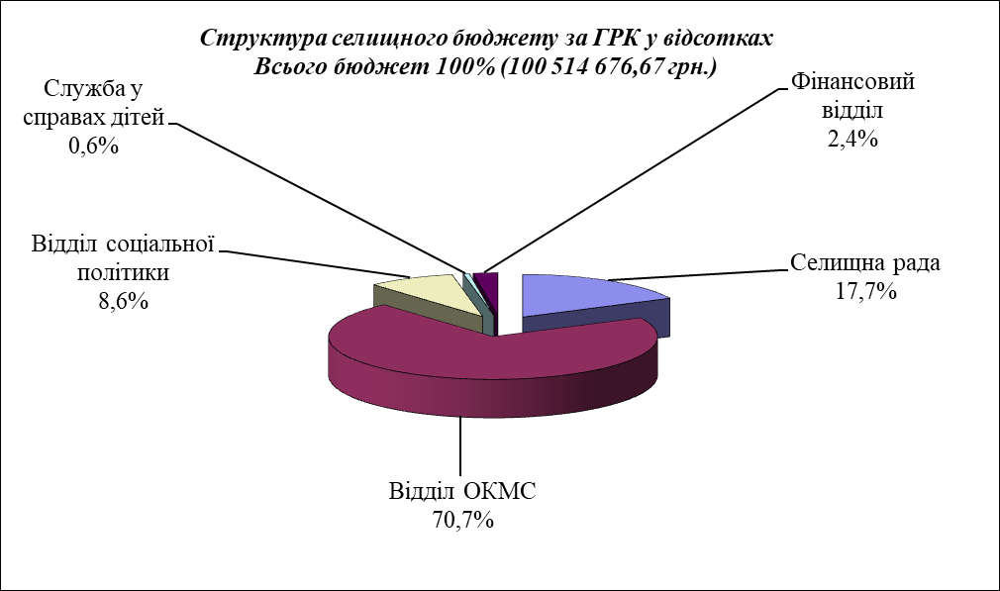 Структура селищного бюджету за ГРК у відсотках
Всього бюджет 100% (100 514 676,67 грн.)
Служба у
справах дітей
0,6%
Фінансовий
відділ
2,4%
Відділ соціальної
політики
8,6%
Селищна рада
17,7%
Відділ ОКМС
70,7%